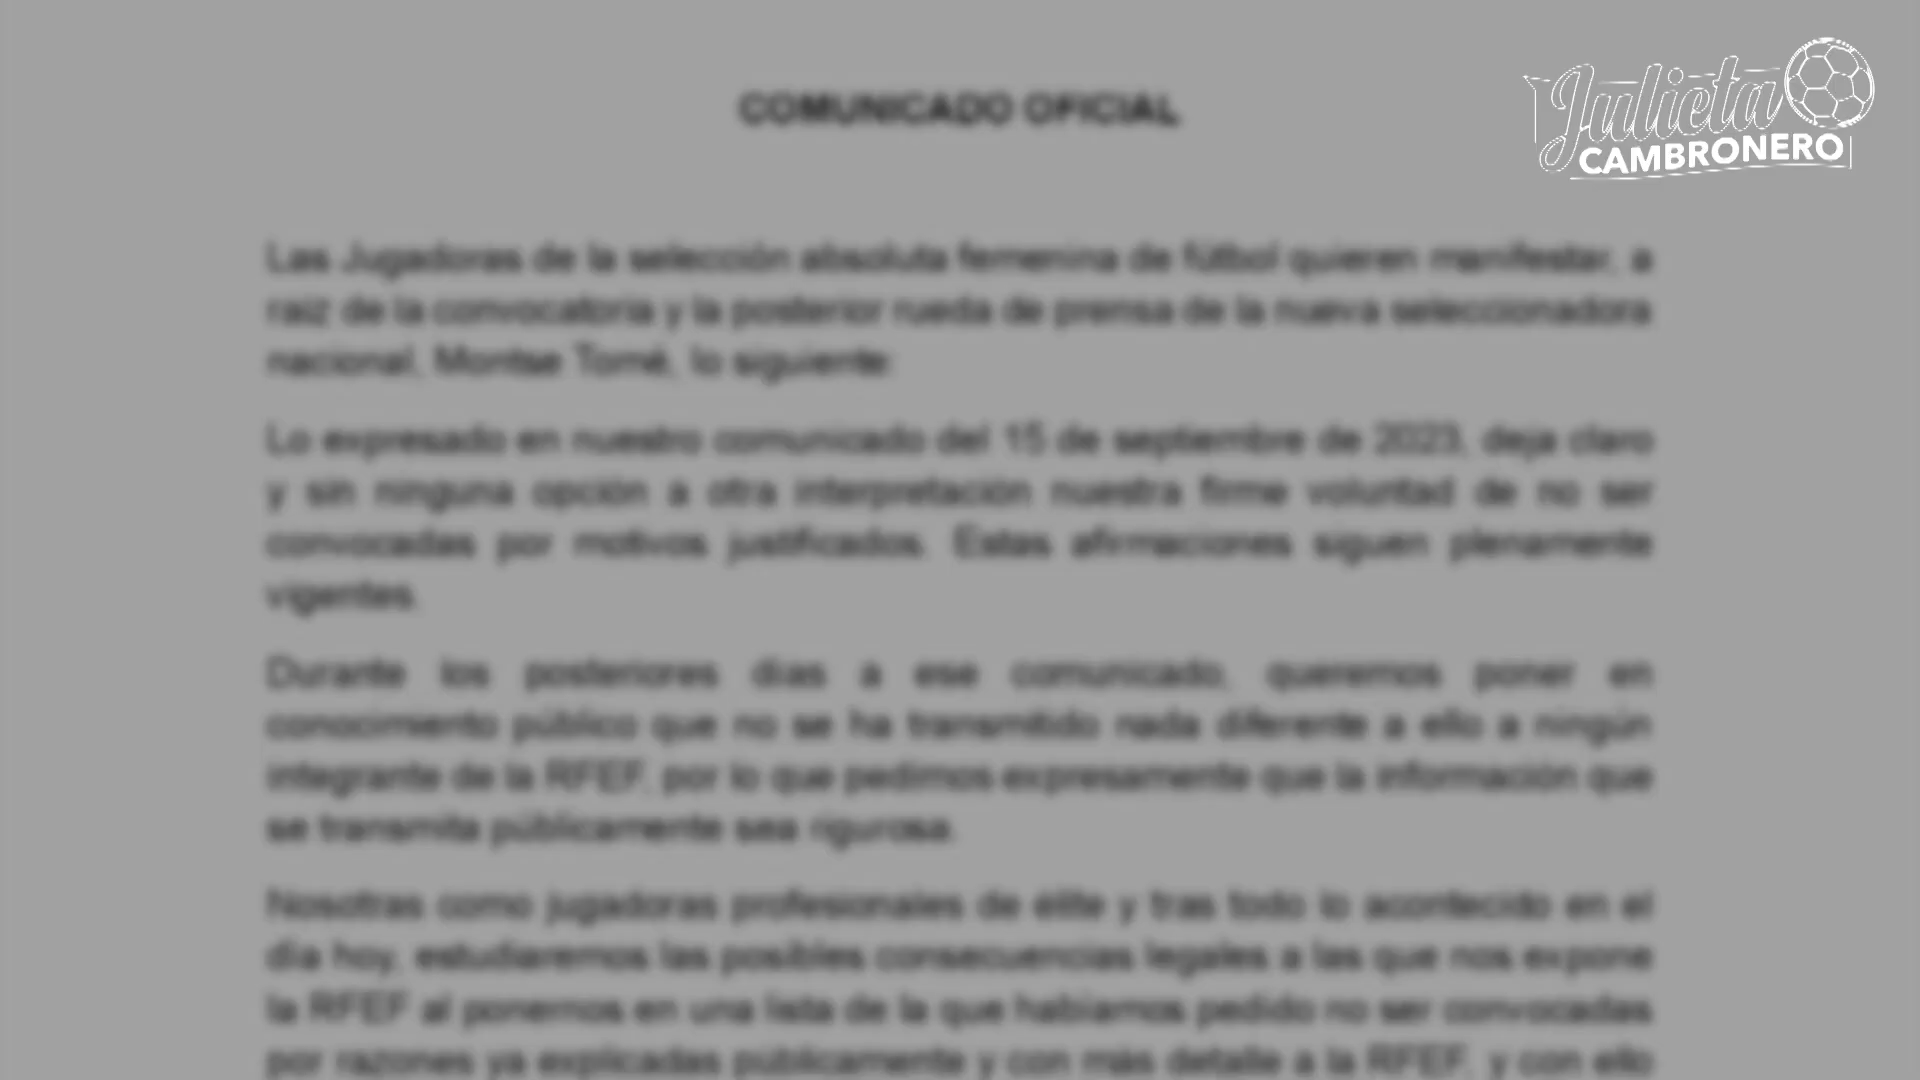 Julieta
CAMBRONERO
COMUNICADO OFICIAL
Las Jugadoras de la selección absoluta femenina de fútbol quieren manifestar, a
raíz de la convocatoria y la posterior rueda de prensa de la nueva seleccionadora
nacional, Montse Tomé, lo siguiente:
Lo expresado en nuestro comunicado del 15 de septiembre de 2023, deja claro
y sin ninguna opción a otra interpretación nuestra firme voluntad de no ser
convocadas por motivos justificados. Estas afirmaciones siguen plenamente
vigentes.
Durante los posteriores días a ese comunicado, queremos poner en
conocimiento público que no se ha transmitido nada diferente a ello a ningún
integrante de la RFEF, por lo que pedimos expresamente que la información que
se transmita públicamente sea rigurosa.
Nosotras como jugadoras profesionales de élite y tras todo lo acontecido en el
día hoy, estudiaremos las posibles consecuencias legales a las que nos expone
la RFEF al ponernos en una lista de la que habíamos pedido no ser convocadas
por razones ya explicadas públicamente y con más detalle a la RFEF, y con ello